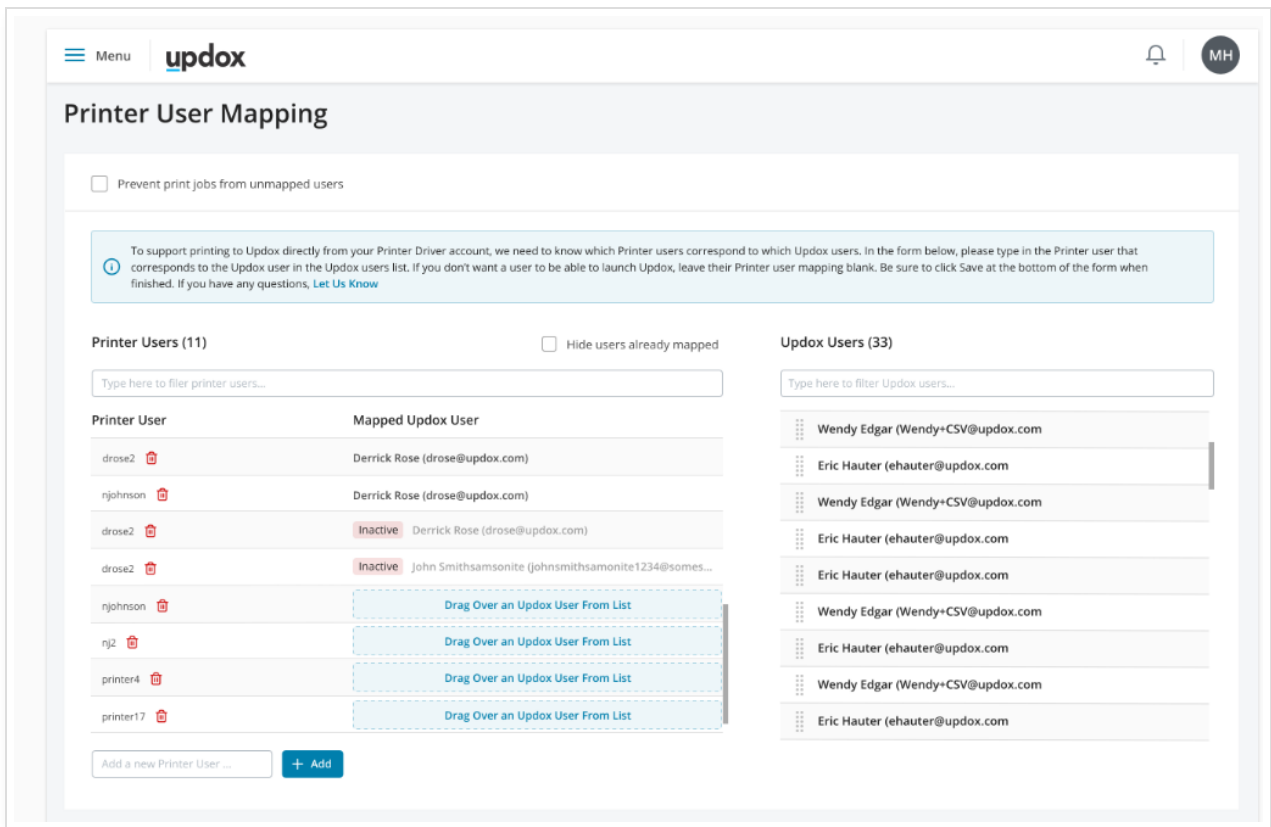 Menu
updox
MH
Printer User Mapping
Prevent print jobs from unmapped users
To support printing to Updox directly from your Printer Driver account, we need to know which Printer users correspond to which Updox users. In the form below, please type in the Printer user that
corresponds to the Updox user in the Updox users list. If you don't want a user to be able to launch Updox, leave their Printer user mapping blank. Be sure to click Save at the bottom of the form when
finished. If you have any questions, Let Us Know
Printer Users (11)
Hide users already mapped
Type here to filer printer users...
Printer User
Mapped Updox User
drose2
Derrick Rose (drose@updox.com)
njohnson
Derrick Rose (drose@updox.com)
drose2
Inactive Derrick Rose (drose@updox.com)
drose2
Inactive John Smithsamsonite (johnsmithsamonite1234@somes...
njohnson
Drag Over an Updox User From List
nj2
Drag Over an Updox User From List
printer4
Drag Over an Updox User From List
printer17
Drag Over an Updox User From List
Add a new Printer User ...
+ Add
Updox Users (33)
Type here to filter Updox users...
Wendy Edgar (Wendy+CSV@updox.com
Eric Hauter (ehauter@updox.com
Wendy Edgar (Wendy+CSV@updox.com
Eric Hauter (ehauter@updox.com
Eric Hauter (ehauter@updox.com
Wendy Edgar (Wendy+CSV@updox.com
Eric Hauter (ehauter@updox.com
Wendy Edgar (Wendy+CSV@updox.com
Eric Hauter (ehauter@updox.com